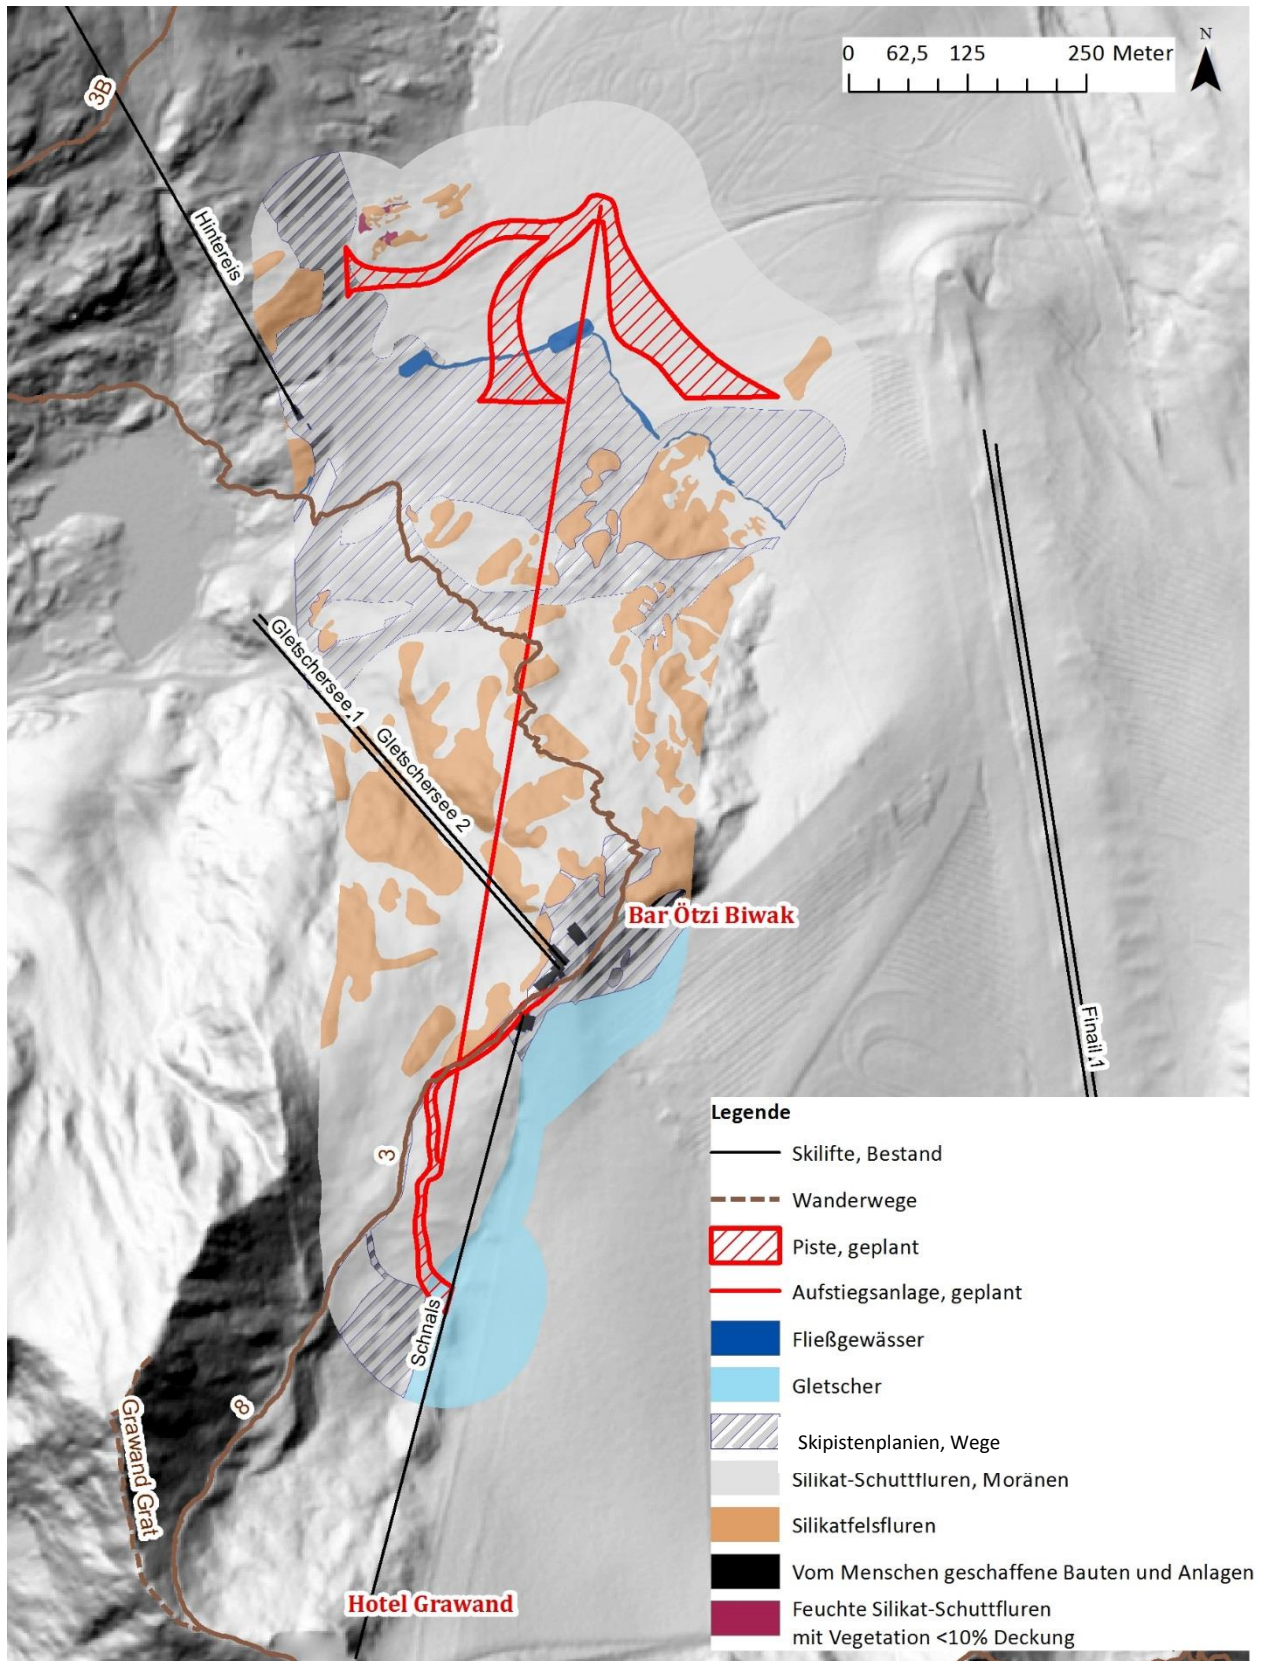 0 62,5 125 250 Meter
N
3B
Hintereis
Gletschersee 1
Gletschersee 2
Bar Ötzi Biwak
Finail 1
3
Schnals
8
Grawand Grat
Hotel Grawand
Legende
Skilifte, Bestand
Wanderwege
Piste, geplant
Aufstiegsanlage, geplant
Fließgewässer
Gletscher
Skipistenplanien, Wege
Silikat-Schuttfluren, Moränen
Silikatfelsfluren
Vom Menschen geschaffene Bauten und Anlagen
Feuchte Silikat-Schuttfluren
mit Vegetation <10% Deckung